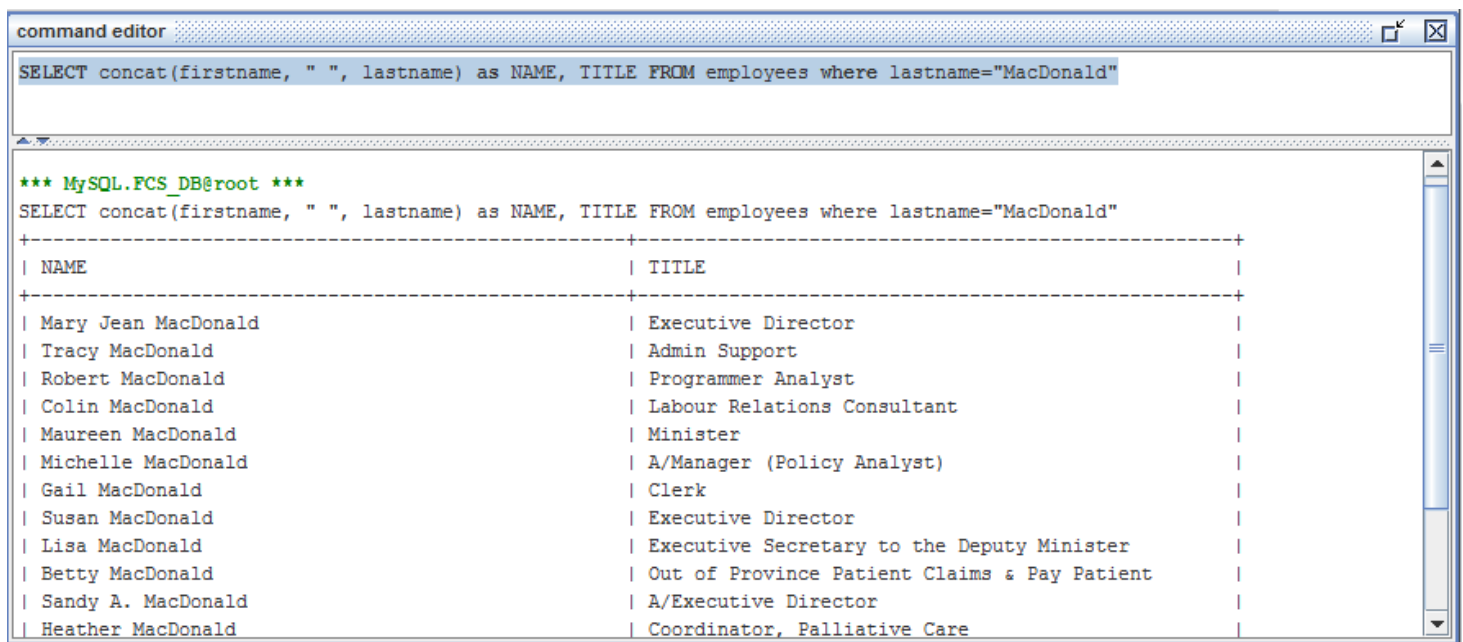 command editor
SELECT concat(firstname, " ", lastname) as NAME, TITLE FROM employees where lastname="MacDonald"
*** MySQL.FCS_DB@root ***
SELECT concat(firstname, " ", lastname) as NAME, TITLE FROM employees where lastname="MacDonald"
+----------------------------------------------------+----------------------------------------------------+
| NAME | TITLE |
+----------------------------------------------------+----------------------------------------------------+
| Mary Jean MacDonald | Executive Director |
| Tracy MacDonald | Admin Support |
| Robert MacDonald | Programmer Analyst |
| Colin MacDonald | Labour Relations Consultant |
| Maureen MacDonald | Minister |
| Michelle MacDonald | A/Manager (Policy Analyst) |
| Gail MacDonald | Clerk |
| Susan MacDonald | Executive Director |
| Lisa MacDonald | Executive Secretary to the Deputy Minister |
| Betty MacDonald | Out of Province Patient Claims & Pay Patient |
| Sandy A. MacDonald | A/Executive Director |
| Heather MacDonald | Coordinator, Palliative Care |